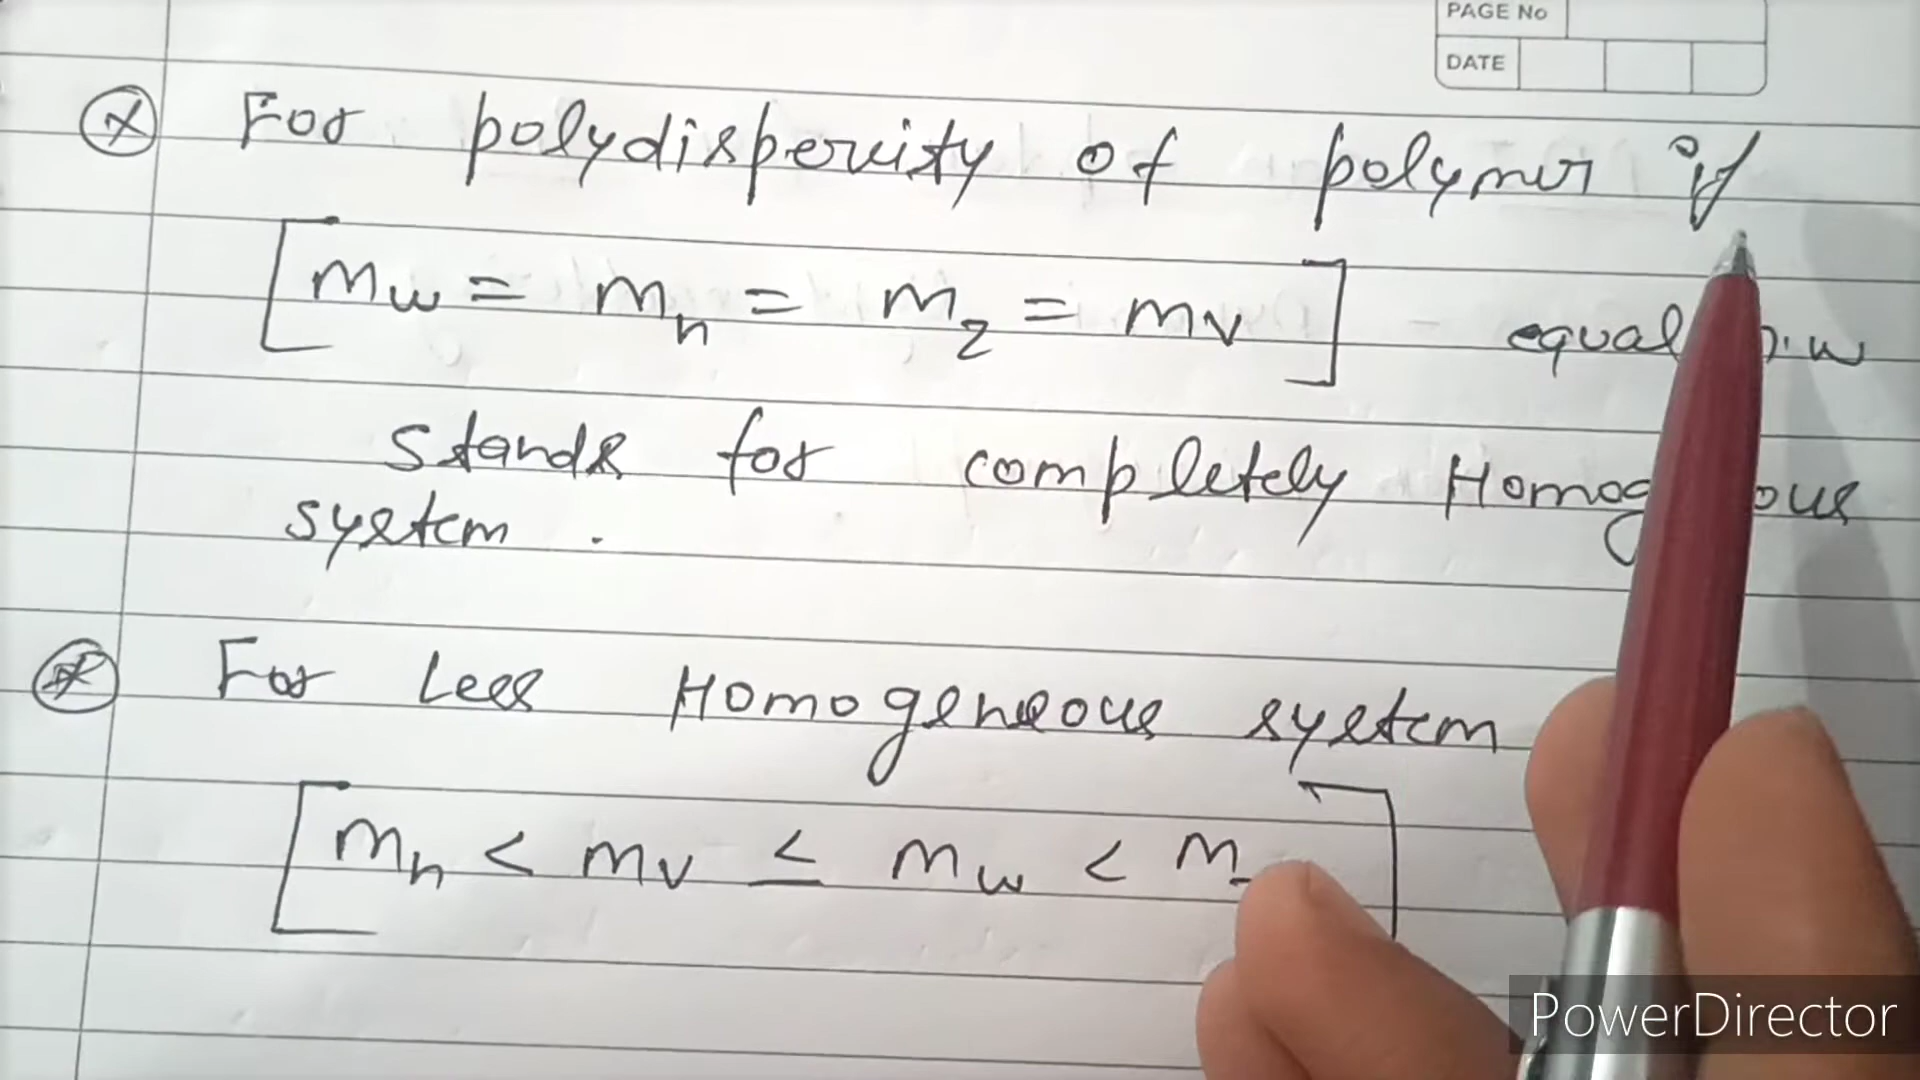 PAGE No
DATE
For polydispersity of polymer if
[Mw = Mn = Mz = Mv] equal
stands for completely
system .
For Less Homogeneous system
[Mn < Mv ≤ Mw < M
PowerDirector